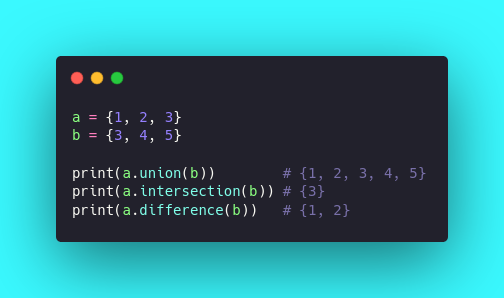 a = {1, 2, 3}
b = {3, 4, 5}
print(a.union(b))        # {1, 2, 3, 4, 5}
print(a.intersection(b)) # {3}
print(a.difference(b))   # {1, 2}